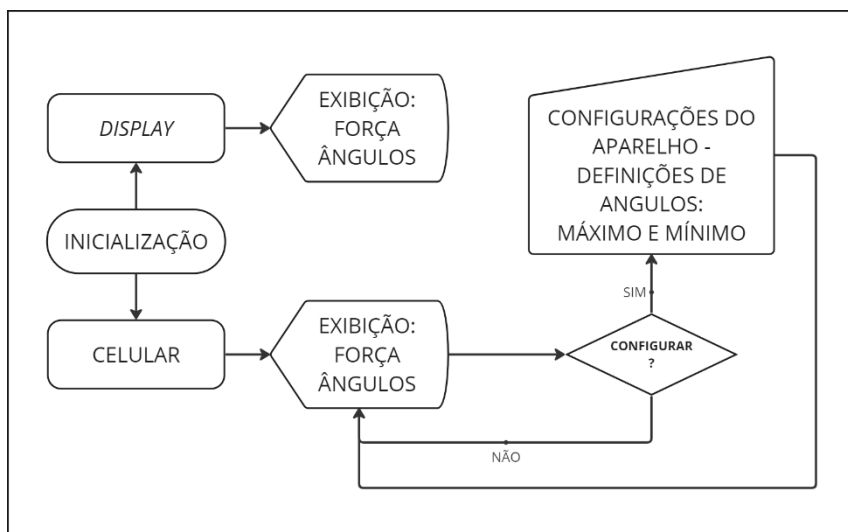 DISPLAY
EXIBIÇÃO:
FORÇA
ÂNGULOS
CONFIGURAÇÕES DO
APARELHO -
DEFINIÇÕES DE
ANGULOS:
MÁXIMO E MÍNIMO
INICIALIZAÇÃO
SIM
CELULAR
EXIBIÇÃO:
FORÇA
ÂNGULOS
CONFIGURAR
?
NÃO